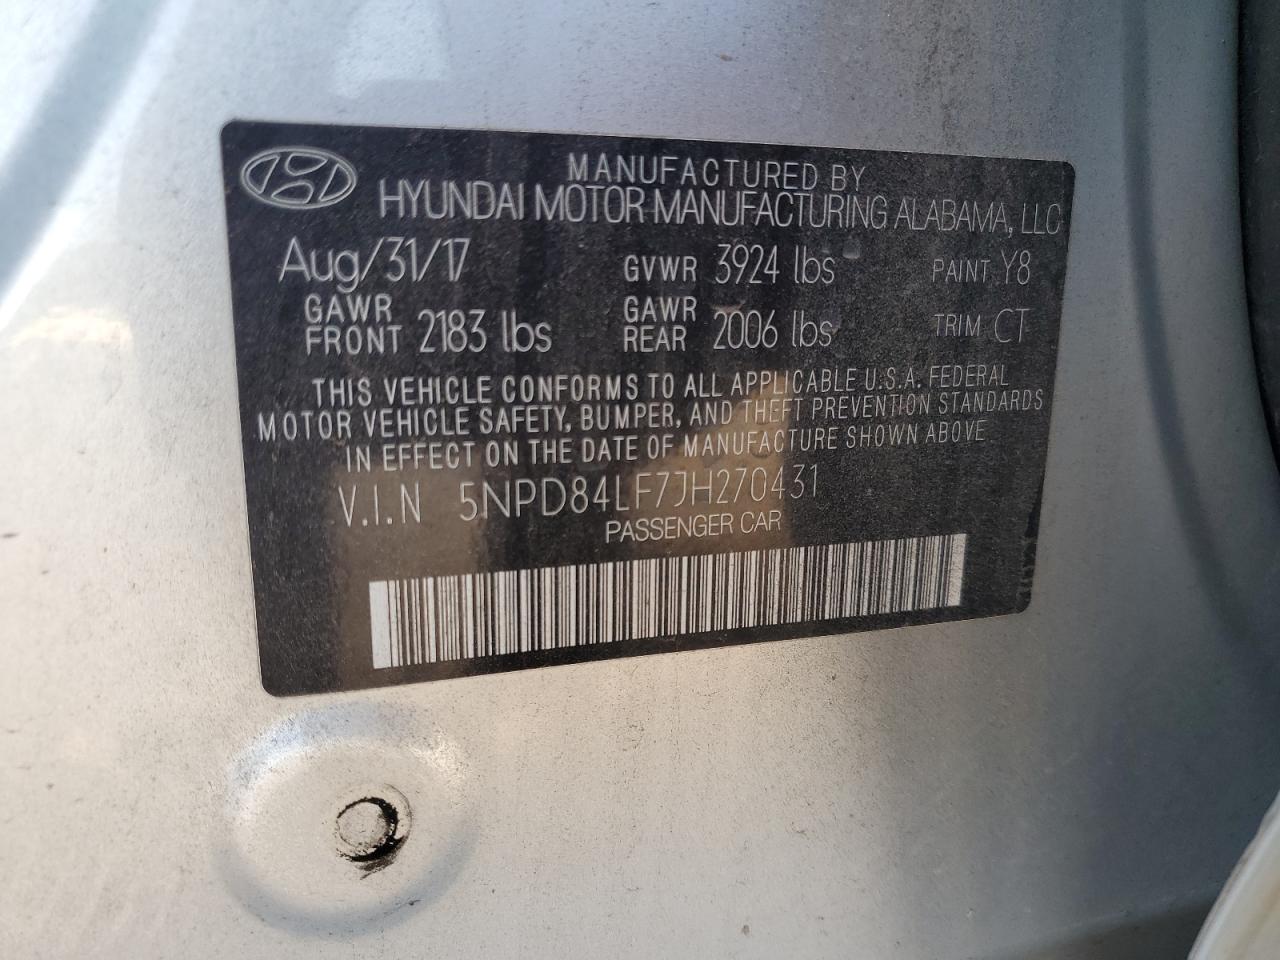 MANUFACTURED BY
HYUNDAI MOTOR MANUFACTURING ALABAMA, LLC
Aug/31/17 GVWR 3924 lbs PAINT Y8
GAWR FRONT 2183 lbs GAWR REAR 2006 lbs TRIM CT
THIS VEHICLE CONFORMS TO ALL APPLICABLE U.S.A. FEDERAL
MOTOR VEHICLE SAFETY, BUMPER, AND THEFT PREVENTION STANDARDS
IN EFFECT ON THE DATE OF MANUFACTURE SHOWN ABOVE
V.I.N 5NPD84LF7JH270431
PASSENGER CAR